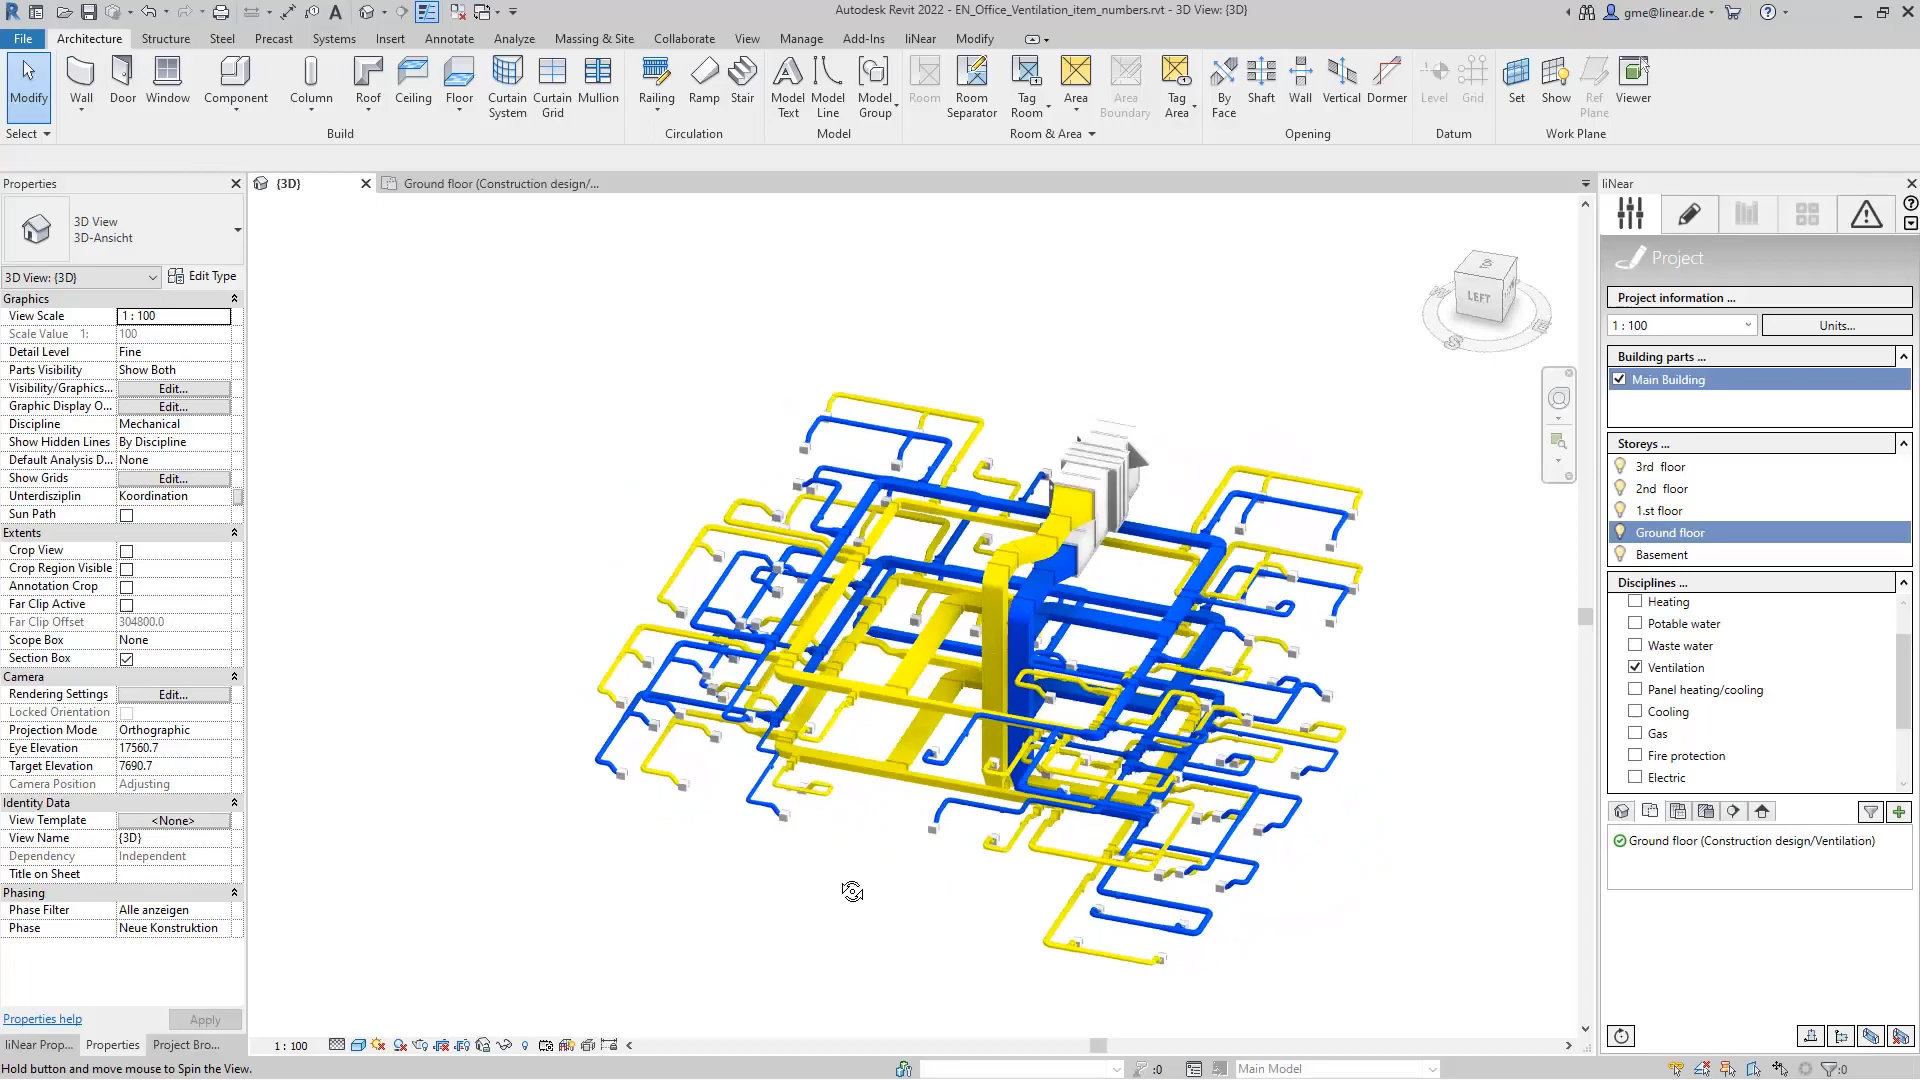 Autodesk Revit 2022 - EN_Office_Ventilation_item_numbers.rvt - 3D View: {3D}
gme@linear.de
File Architecture Structure Steel Precast Systems Insert Annotate Analyze Massing & Site Collaborate View Manage Add-Ins liNear Modify
Modify Wall Door Window Component Column Roof Ceiling Floor Curtain System Curtain Grid Mullion Railing Ramp Stair Model Text Model Line Model Group Room Room Separator Tag Room Area Area Boundary Tag Area By Face Shaft Wall Vertical Dormer Level Grid Set Show Ref Plane Viewer
Select Build Circulation Model Room & Area Opening Datum Work Plane
Properties
3D View
3D-Ansicht
3D View: {3D} Edit Type
Graphics
View Scale 1 : 100
Scale Value 1: 100
Detail Level Fine
Parts Visibility Show Both
Visibility/Graphics... Edit...
Graphic Display O... Edit...
Discipline Mechanical
Show Hidden Lines By Discipline
Default Analysis D... None
Show Grids Edit...
Unterdisziplin Koordination
Sun Path
Extents
Crop View
Crop Region Visible
Annotation Crop
Far Clip Active
Far Clip Offset 304800.0
Scope Box None
Section Box
Camera
Rendering Settings Edit...
Locked Orientation
Projection Mode Orthographic
Eye Elevation 17560.7
Target Elevation 7690.7
Camera Position Adjusting
Identity Data
View Template <None>
View Name {3D}
Dependency Independent
Title on Sheet
Phasing
Phase Filter Alle anzeigen
Phase Neue Konstruktion
Properties help Apply
liNear Prop... Properties Project Bro...
{3D} Ground floor (Construction design/...
LEFT
S
1 : 100
liNear
Project
Project information ...
1 : 100 Units...
Building parts ...
Main Building
Storeys ...
3rd floor
2nd floor
1.st floor
Ground floor
Basement
Disciplines ...
Heating
Potable water
Waste water
Ventilation
Panel heating/cooling
Cooling
Gas
Fire protection
Electric
Ground floor (Construction design/Ventilation)
Hold button and move mouse to Spin the View. :0 Main Model :0